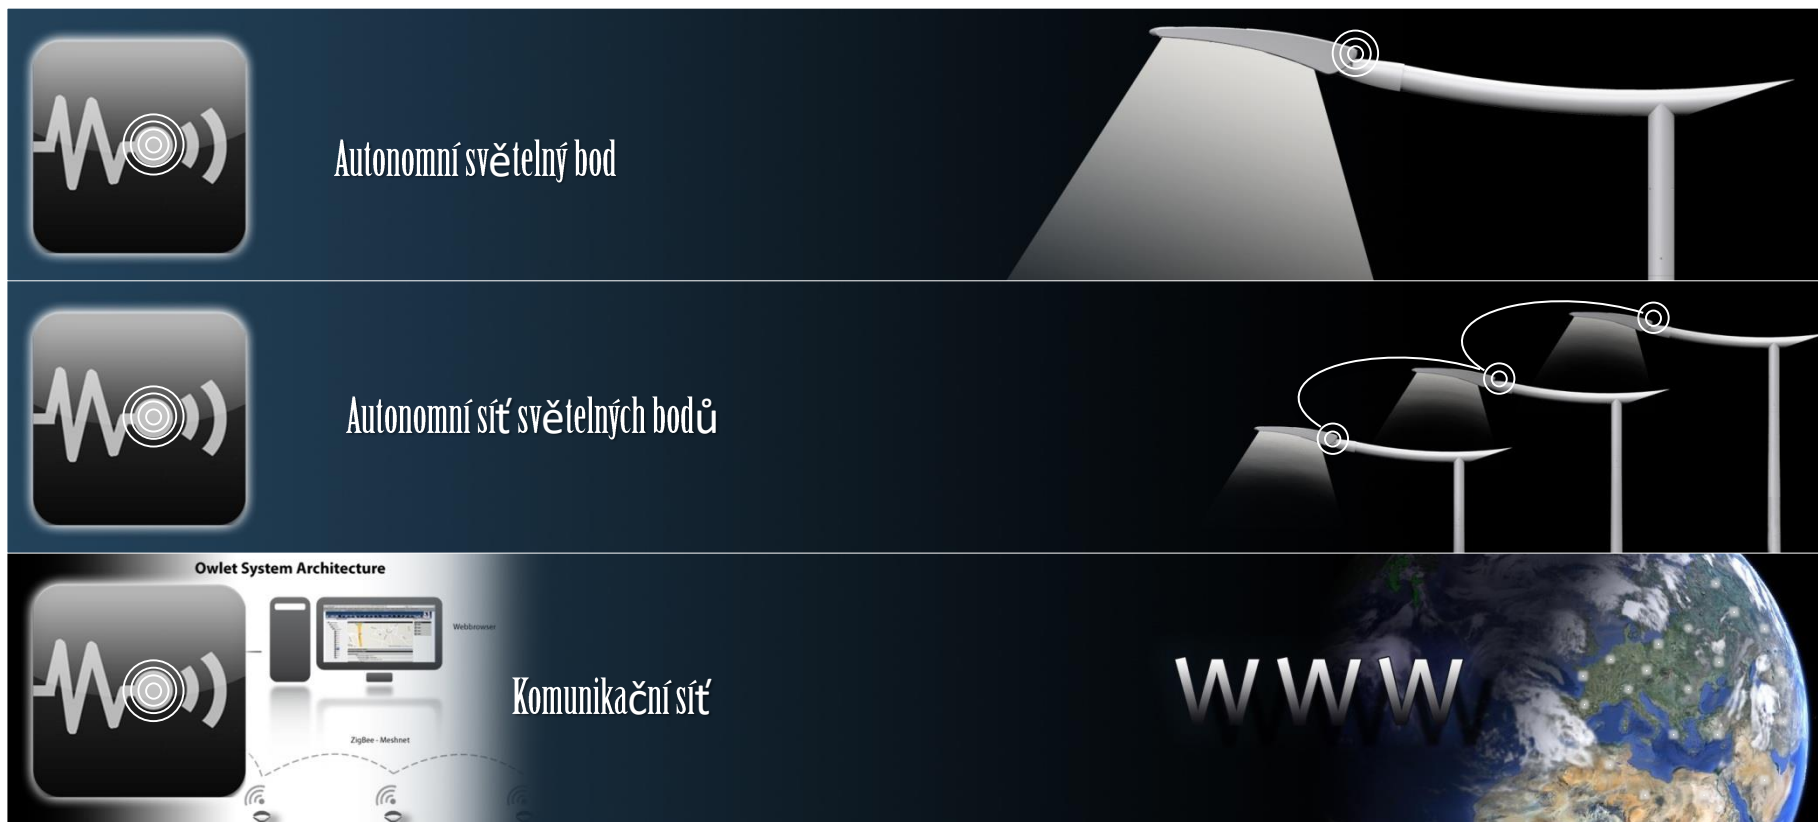 Autonomní světelný bod
Autonomní síť světelných bodů
Owlet System Architecture
Webbrowser
Komunikační síť
WWW
ZigBee - Meshnet